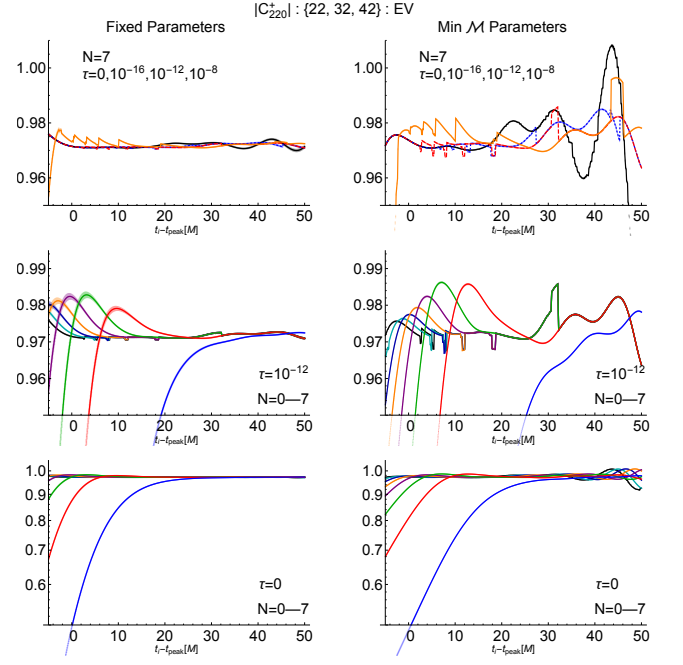 |C⁺₂₂₀| : {22, 32, 42} : EV
Fixed Parameters
Min ℳ Parameters
1.00
0.98
0.96
N=7
τ=0,10⁻¹⁶,10⁻¹²,10⁻⁸
0 10 20 30 40 50
tᵢ−t_peak[M]
1.00
0.98
0.96
N=7
τ=0,10⁻¹⁶,10⁻¹²,10⁻⁸
0 10 20 30 40 50
tᵢ−t_peak[M]
0.99
0.98
0.97
0.96
τ=10⁻¹²
N=0—7
0 10 20 30 40 50
tᵢ−t_peak[M]
0.99
0.98
0.97
0.96
τ=10⁻¹²
N=0—7
0 10 20 30 40 50
tᵢ−t_peak[M]
1.0
0.9
0.8
0.7
0.6
τ=0
N=0—7
0 10 20 30 40 50
tᵢ−t_peak[M]
1.0
0.9
0.8
0.7
0.6
τ=0
N=0—7
0 10 20 30 40 50
tᵢ−t_peak[M]